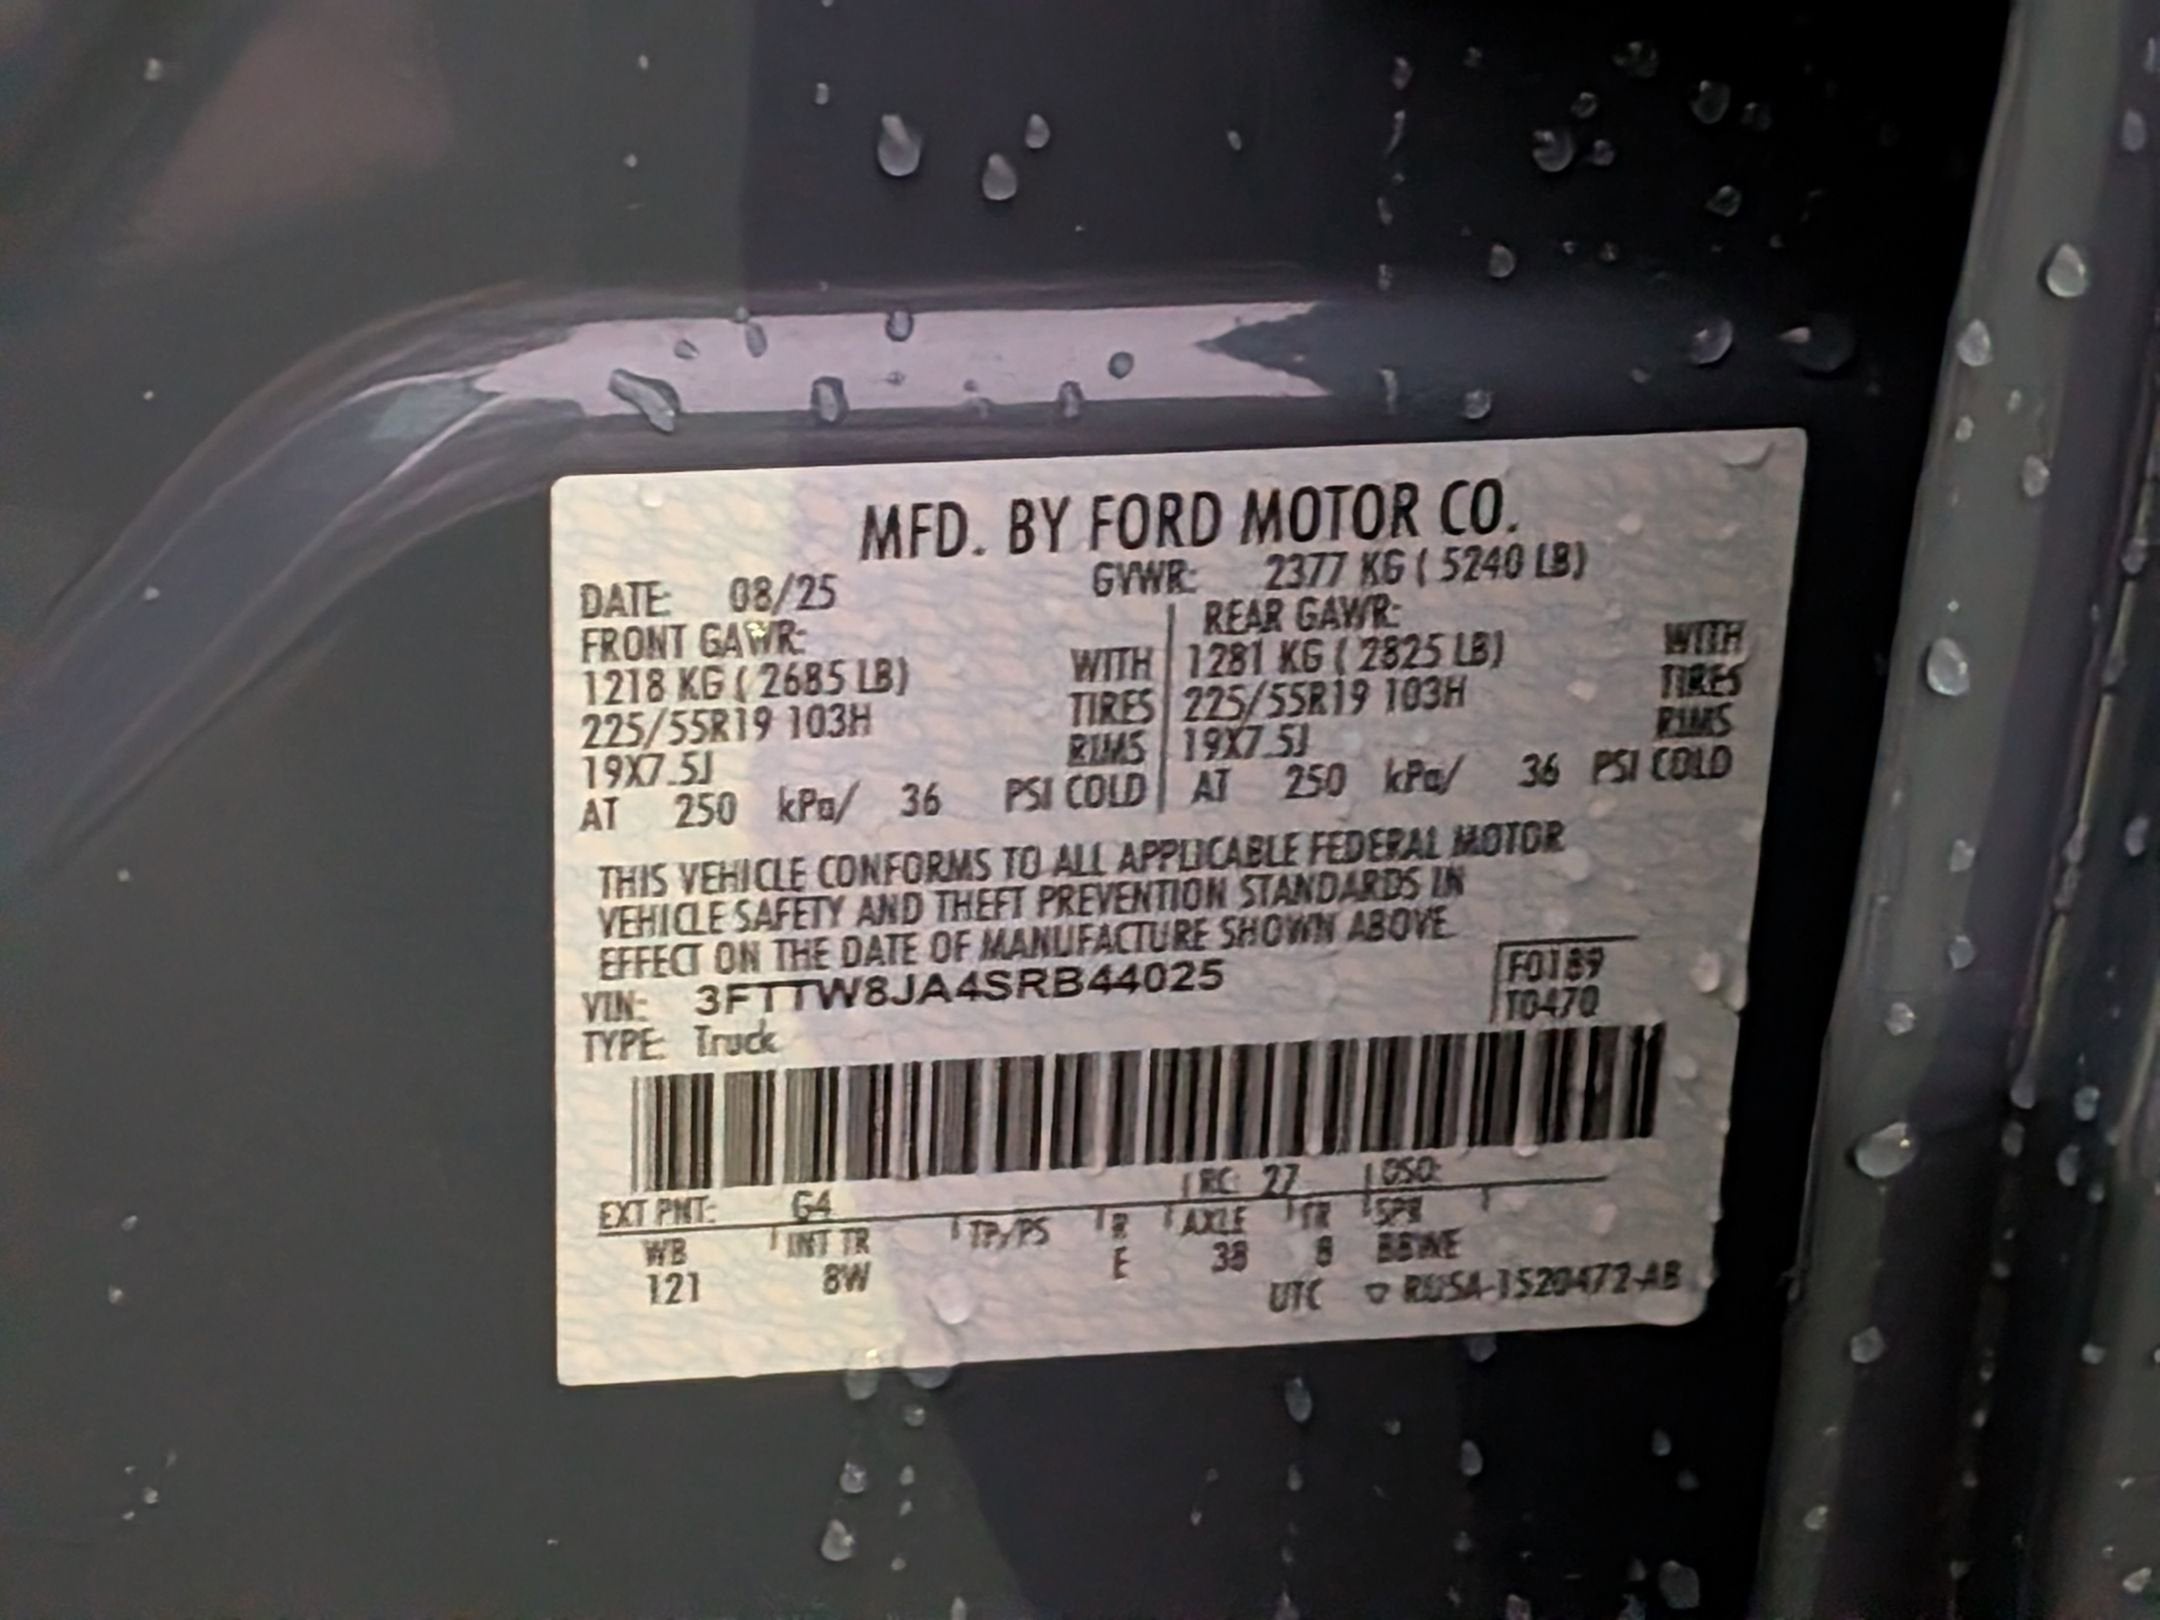 MFD. BY FORD MOTOR CO.
DATE: 08/25 GVWR: 2377 KG ( 5240 LB)
FRONT GAWR: REAR GAWR:
1218 KG ( 2685 LB) WITH 1281 KG ( 2825 LB) WITH
225/55R19 103H TIRES 225/55R19 103H TIRES
19X7.5J RIMS 19X7.5J RIMS
AT 250 kPa/ 36 PSI COLD AT 250 kPa/ 36 PSI COLD
THIS VEHICLE CONFORMS TO ALL APPLICABLE FEDERAL MOTOR
VEHICLE SAFETY AND THEFT PREVENTION STANDARDS IN
EFFECT ON THE DATE OF MANUFACTURE SHOWN ABOVE.
VIN: 3FTTW8JA4SRB44025 F0189
TYPE: Truck T0470
EXT PNT: G4 RC: 27 DSO:
WB INT TR TP/PS R AXLE TR SPR
121 8W E 38 8
UTC